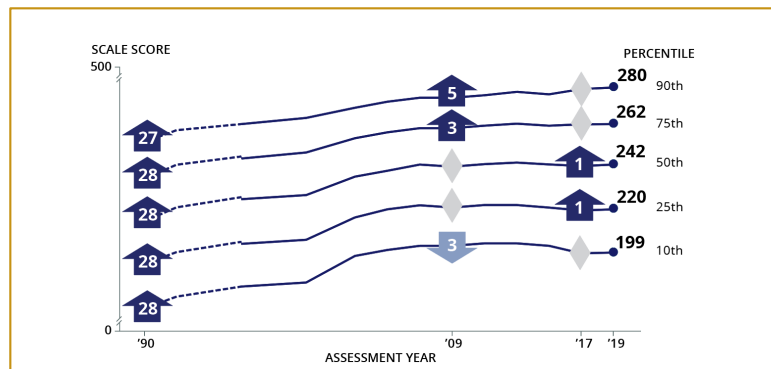 SCALE SCORE
PERCENTILE
500
280 90th
5
262 75th
27
3
242 50th
28
1
220 25th
28
1
199 10th
28
3
28
0
'90 '09 '17 '19
ASSESSMENT YEAR